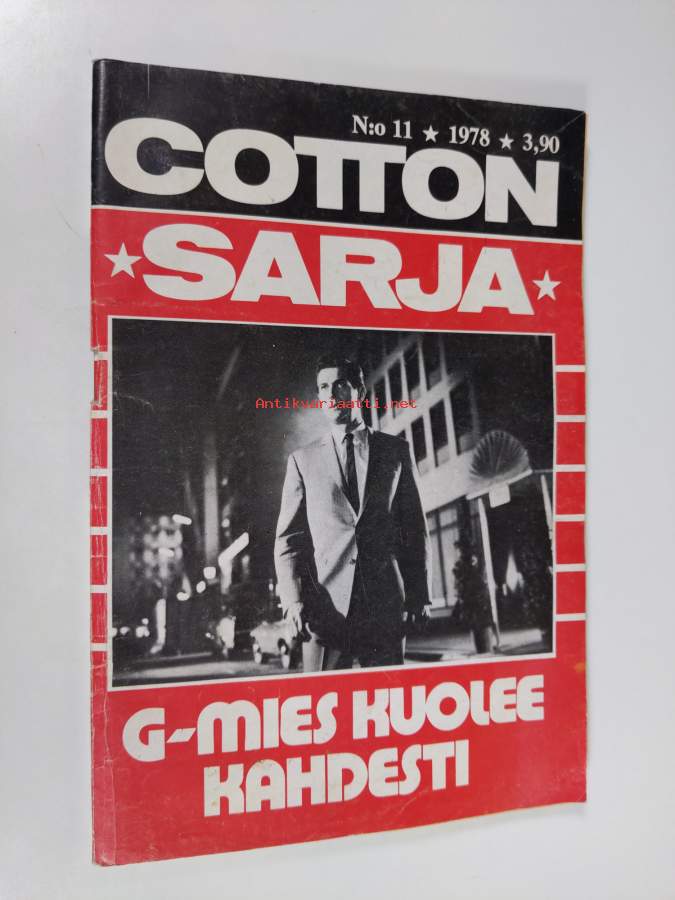 N:o 11 ★ 1978 ★ 3,90
COTTON
★SARJA★
Antikvariaatti.net
G-MIES KUOLEE
KAHDESTI